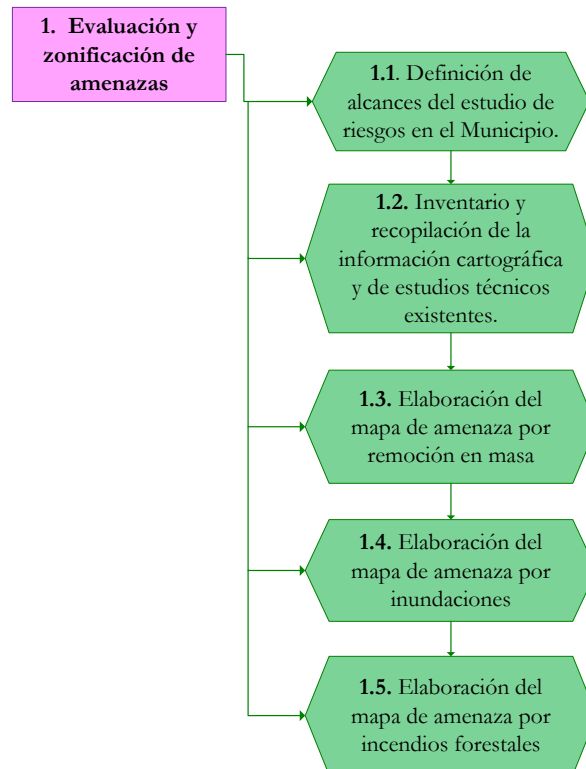 1. Evaluación y
zonificación de
amenazas
1.1. Definición de
alcances del estudio de
riesgos en el Municipio.
1.2. Inventario y
recopilación de la
información cartográfica
y de estudios técnicos
existentes.
1.3. Elaboración del
mapa de amenaza por
remoción en masa
1.4. Elaboración del
mapa de amenaza por
inundaciones
1.5. Elaboración del
mapa de amenaza por
incendios forestales